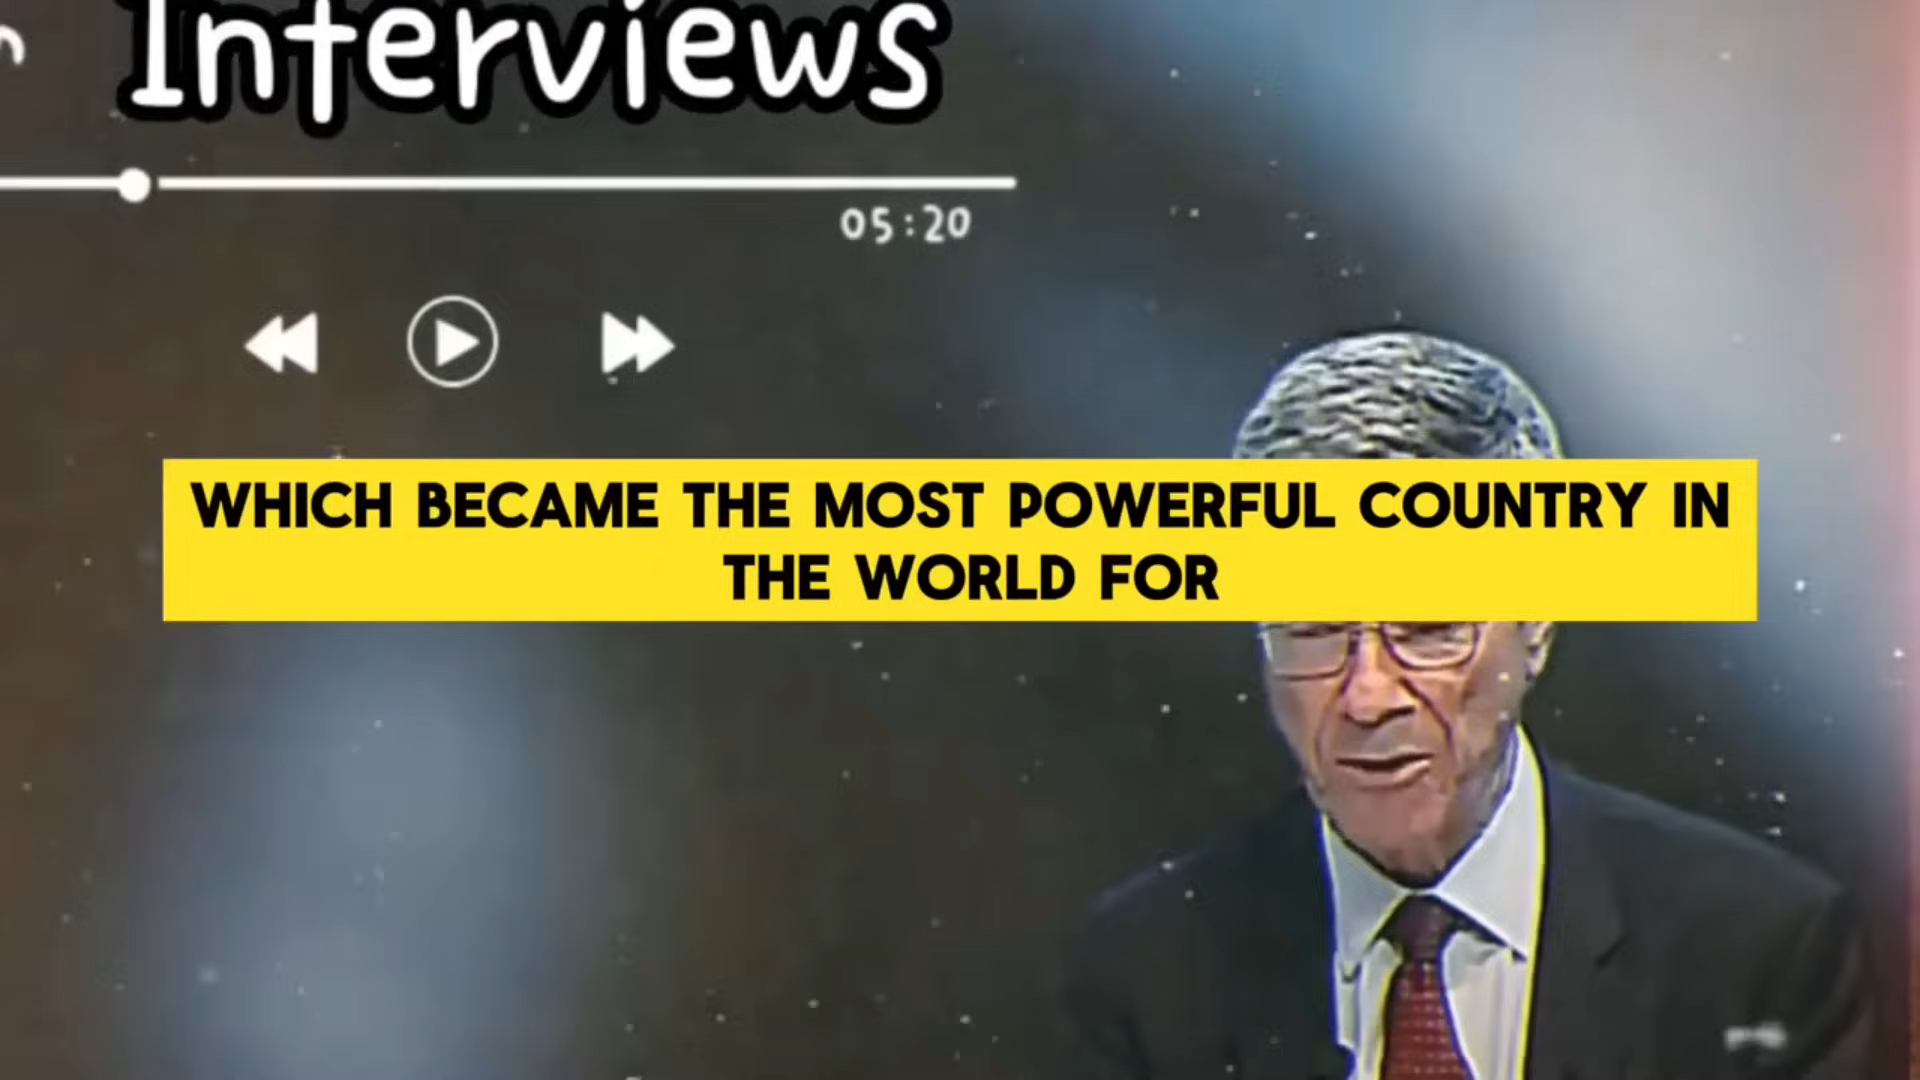 Interviews
05:20
WHICH BECAME THE MOST POWERFUL COUNTRY IN
THE WORLD FOR